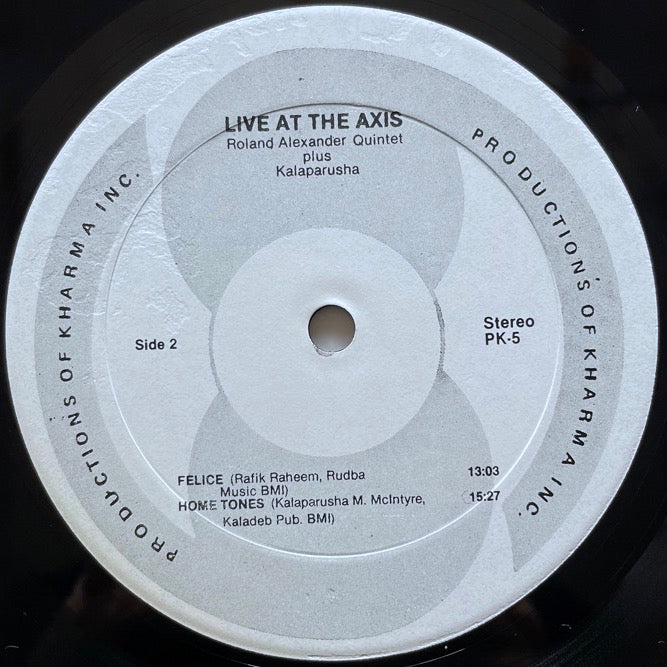 LIVE AT THE AXIS
Roland Alexander Quintet
plus
Kalaparusha
PRODUCTIONS OF KHARMA INC.
PRODUCTIONS OF KHARMA INC.
Side 2
Stereo
PK-5
FELICE (Rafik Raheem, Rudba 13:03
Music BMI)
HOME TONES (Kalaparusha M. McIntyre, 15:27
Kaladeb Pub. BMI)